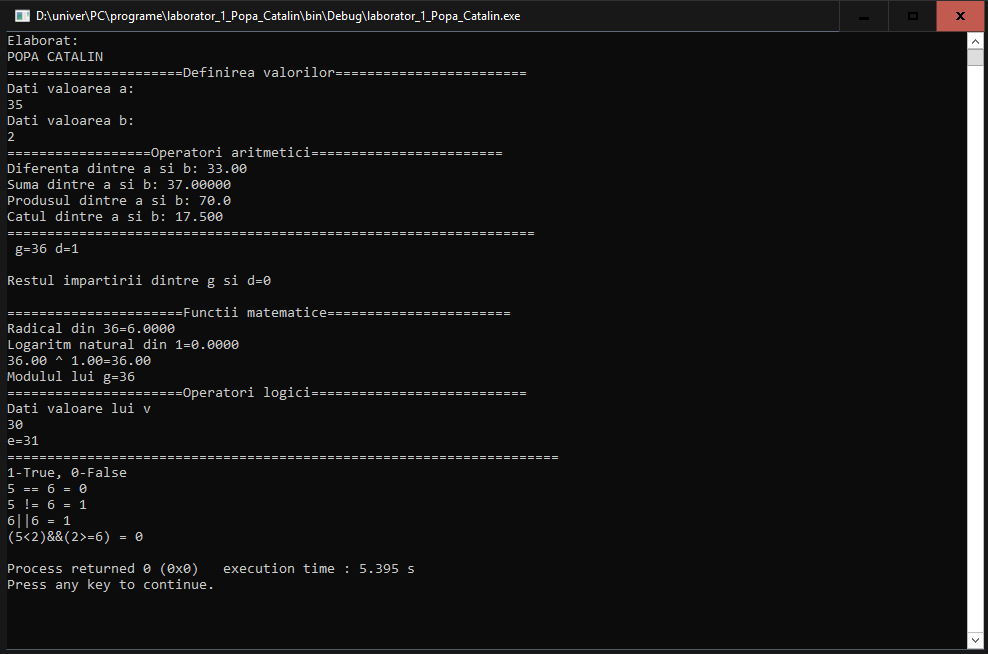 D:\univer\PC\programe\laborator_1_Popa_Catalin\bin\Debug\laborator_1_Popa_Catalin.exe
Elaborat:
POPA CATALIN
======================Definirea valorilor========================
Dati valoarea a:
35
Dati valoarea b:
2
==================Operatori aritmetici========================
Diferenta dintre a si b: 33.00
Suma dintre a si b: 37.00000
Produsul dintre a si b: 70.0
Catul dintre a si b: 17.500
==================================================================
 g=36 d=1
Restul impartirii dintre g si d=0
======================Functii matematice=======================
Radical din 36=6.0000
Logaritm natural din 1=0.0000
36.00 ^ 1.00=36.00
Modulul lui g=36
======================Operatori logici===========================
Dati valoare lui v
30
e=31
=====================================================================
1-True, 0-False
5 == 6 = 0
5 != 6 = 1
6||6 = 1
(5<2)&&(2>=6) = 0
Process returned 0 (0x0)   execution time : 5.395 s
Press any key to continue.